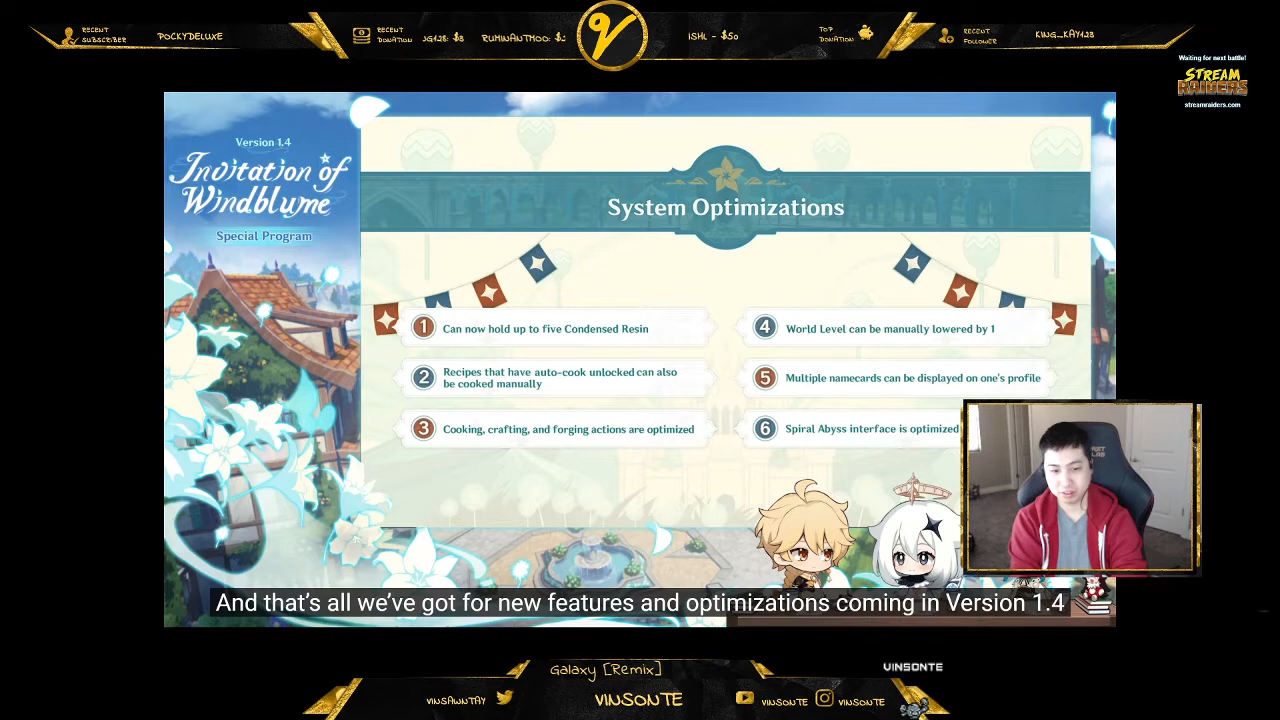 RECENT
SUBSCRIBER
POCKYDELUXE
RECENT
DONATION
JG128: $3
RUMINANTMOO: $
V
ISHL - $50
TOP
DONATION
RECENT
FOLLOWER
KING_KAY123
Waiting for next battle!
STREAM
RAIDERS
streamraiders.com
Version 1.4
Invitation of
Windblume
Special Program
System Optimizations
1 Can now hold up to five Condensed Resin
2 Recipes that have auto-cook unlocked can also
be cooked manually
3 Cooking, crafting, and forging actions are optimized
4 World Level can be manually lowered by 1
5 Multiple namecards can be displayed on one's profile
6 Spiral Abyss interface is optimized
And that's all we've got for new features and optimizations coming in Version 1.4
Galaxy [Remix]
VINSONTE
VINSAWNTAY
VINSONTE
VINSONTE
VINSONTE